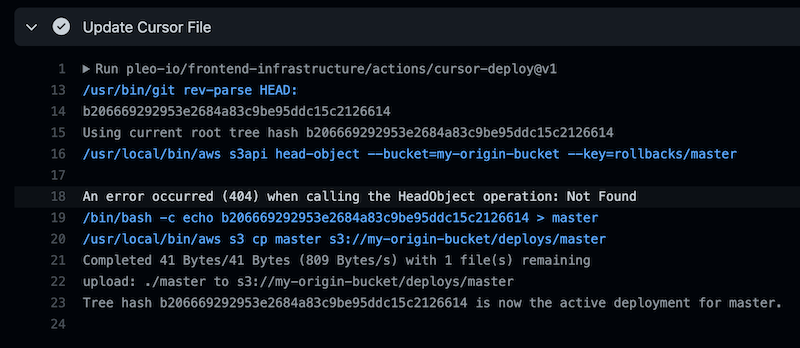 Update Cursor File
1 ▶ Run pleo-io/frontend-infrastructure/actions/cursor-deploy@v1
13 /usr/bin/git rev-parse HEAD:
14 b206669292953e2684a83c9be95ddc15c2126614
15 Using current root tree hash b206669292953e2684a83c9be95ddc15c2126614
16 /usr/local/bin/aws s3api head-object --bucket=my-origin-bucket --key=rollbacks/master
17
18 An error occurred (404) when calling the HeadObject operation: Not Found
19 /bin/bash -c echo b206669292953e2684a83c9be95ddc15c2126614 > master
20 /usr/local/bin/aws s3 cp master s3://my-origin-bucket/deploys/master
21 Completed 41 Bytes/41 Bytes (809 Bytes/s) with 1 file(s) remaining
22 upload: ./master to s3://my-origin-bucket/deploys/master
23 Tree hash b206669292953e2684a83c9be95ddc15c2126614 is now the active deployment for master.
24